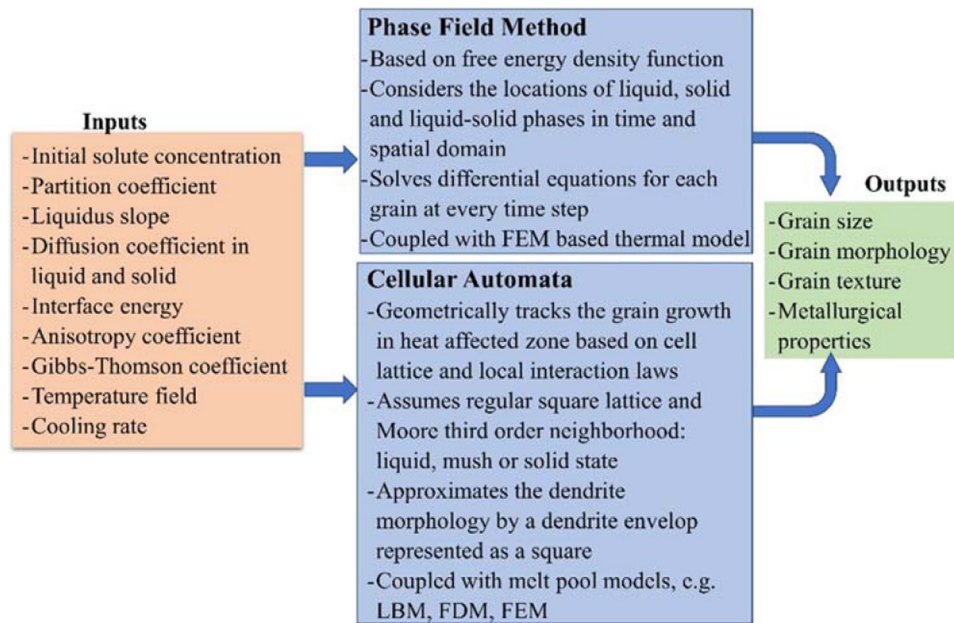 Inputs
-Initial solute concentration
-Partition coefficient
-Liquidus slope
-Diffusion coefficient in
liquid and solid
-Interface energy
-Anisotropy coefficient
-Gibbs-Thomson coefficient
-Temperature field
-Cooling rate
Phase Field Method
-Based on free energy density function
-Considers the locations of liquid, solid
and liquid-solid phases in time and
spatial domain
-Solves differential equations for each
grain at every time step
-Coupled with FEM based thermal model
Cellular Automata
-Geometrically tracks the grain growth
in heat affected zone based on cell
lattice and local interaction laws
-Assumes regular square lattice and
Moore third order neighborhood:
liquid, mush or solid state
-Approximates the dendrite
morphology by a dendrite envelop
represented as a square
-Coupled with melt pool models, e.g.
LBM, FDM, FEM
Outputs
-Grain size
-Grain morphology
-Grain texture
-Metallurgical
properties